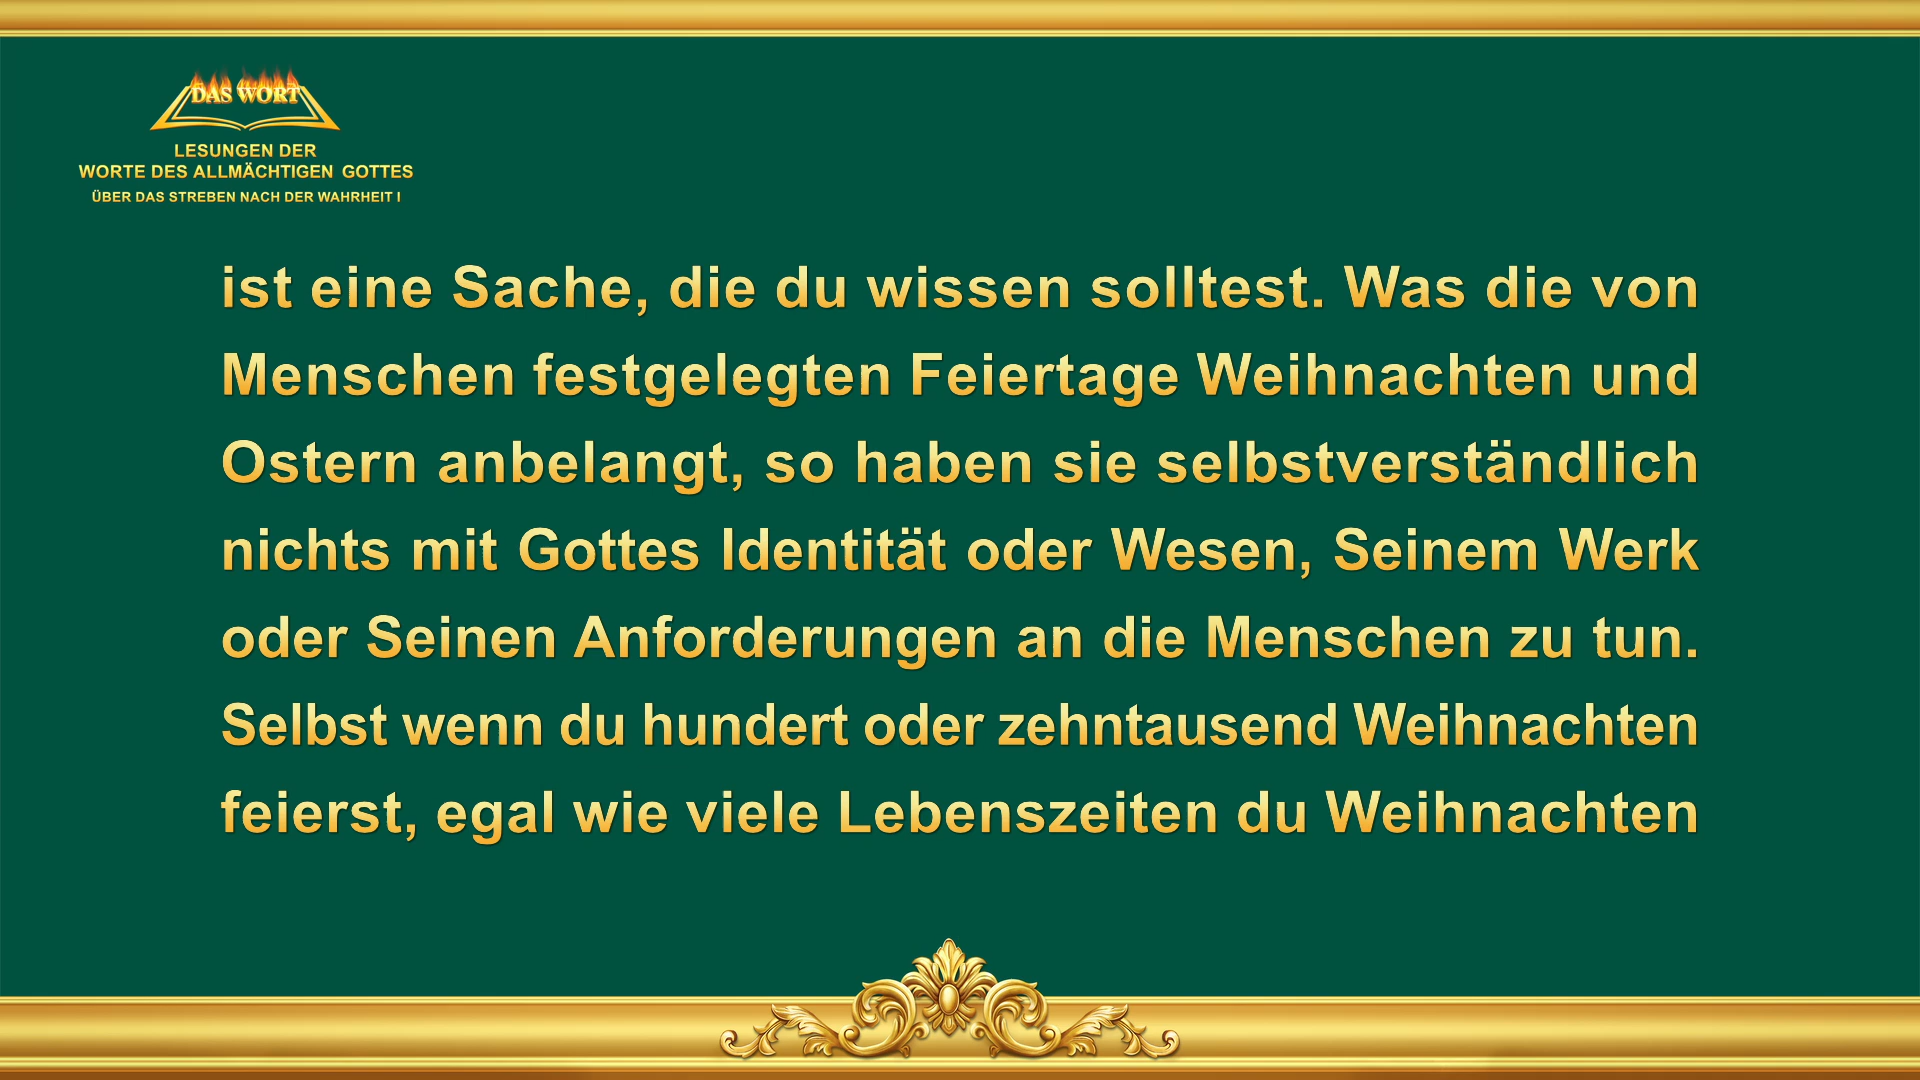 DAS WORT
LESUNGEN DER
WORTE DES ALLMÄCHTIGEN GOTTES
ÜBER DAS STREBEN NACH DER WAHRHEIT I
ist eine Sache, die du wissen solltest. Was die von
Menschen festgelegten Feiertage Weihnachten und
Ostern anbelangt, so haben sie selbstverständlich
nichts mit Gottes Identität oder Wesen, Seinem Werk
oder Seinen Anforderungen an die Menschen zu tun.
Selbst wenn du hundert oder zehntausend Weihnachten
feierst, egal wie viele Lebenszeiten du Weihnachten